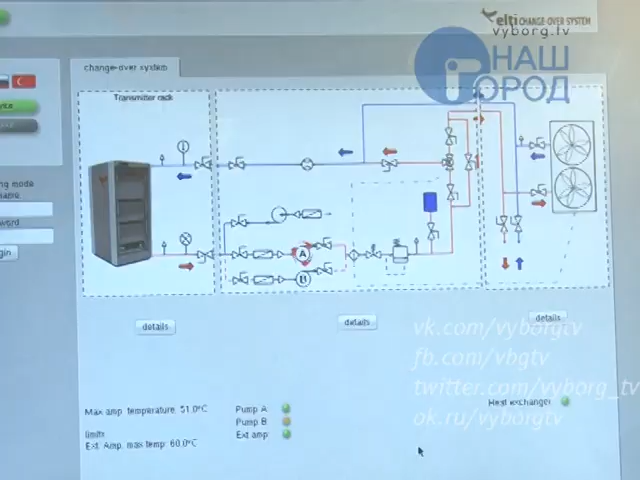 elti CHANGE-OVER SYSTEM
vyborg.tv
НАШ
ГОРОД
change-over system
Transmitter rack
A
B
details
details
details
vk.com/vyborgtv
fb.com/vbgtv
twitter.com/vyborg_tv
ok.ru/vyborgtv
Max amp. temperature: 51.0°C
limits
Ext. Amp. max temp: 60.0°C
Pump A:
Pump B
Ext amp:
Heat exchanger